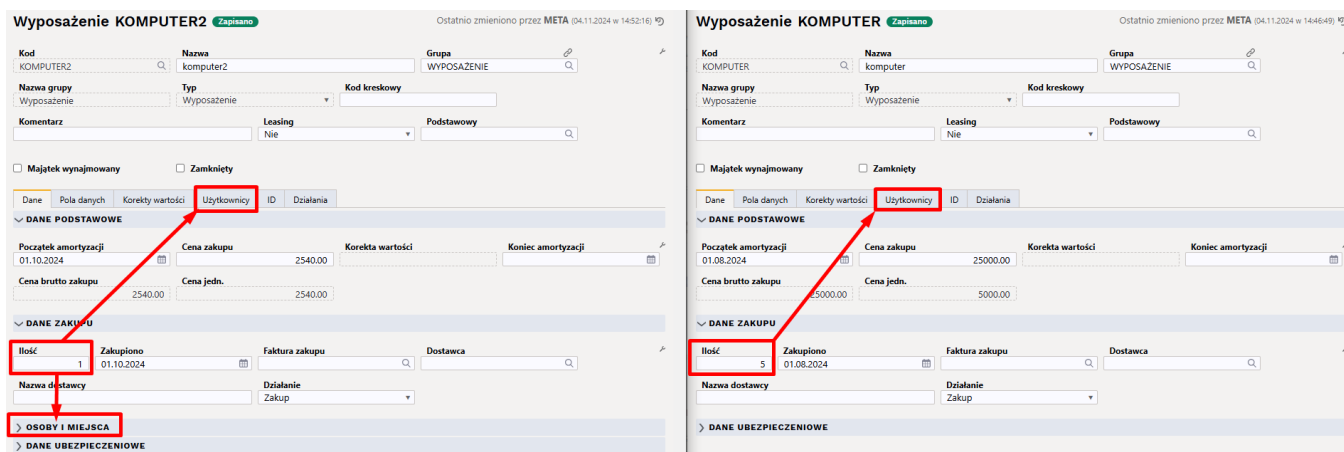 Wyposażenie KOMPUTER2 Zapisano Ostatnio zmieniono przez META (04.11.2024 w 14:52:16)
Kod Nazwa Grupa
KOMPUTER2 komputer2 WYPOSAŻENIE
Nazwa grupy Typ Kod kreskowy
Wyposażenie Wyposażenie
Komentarz Leasing Podstawowy
Nie
Majątek wynajmowany Zamknięty
Dane Pola danych Korekty wartości Użytkownicy ID Działania
DANE PODSTAWOWE
Początek amortyzacji Cena zakupu Korekta wartości Koniec amortyzacji
01.10.2024 2540.00
Cena brutto zakupu Cena jedn.
2540.00 2540.00
DANE ZAKUPU
Ilość Zakupiono Faktura zakupu Dostawca
1 01.10.2024
Nazwa dostawcy Działanie
Zakup
OSOBY I MIEJSCA
DANE UBEZPIECZENIOWE
Wyposażenie KOMPUTER Zapisano Ostatnio zmieniono przez META (04.11.2024 w 14:46:49)
Kod Nazwa Grupa
KOMPUTER komputer WYPOSAŻENIE
Nazwa grupy Typ Kod kreskowy
Wyposażenie Wyposażenie
Komentarz Leasing Podstawowy
Nie
Majątek wynajmowany Zamknięty
Dane Pola danych Korekty wartości Użytkownicy ID Działania
DANE PODSTAWOWE
Początek amortyzacji Cena zakupu Korekta wartości Koniec amortyzacji
01.08.2024 25000.00
Cena brutto zakupu Cena jedn.
25000.00 5000.00
DANE ZAKUPU
Ilość Zakupiono Faktura zakupu Dostawca
5 01.08.2024
Nazwa dostawcy Działanie
Zakup
DANE UBEZPIECZENIOWE